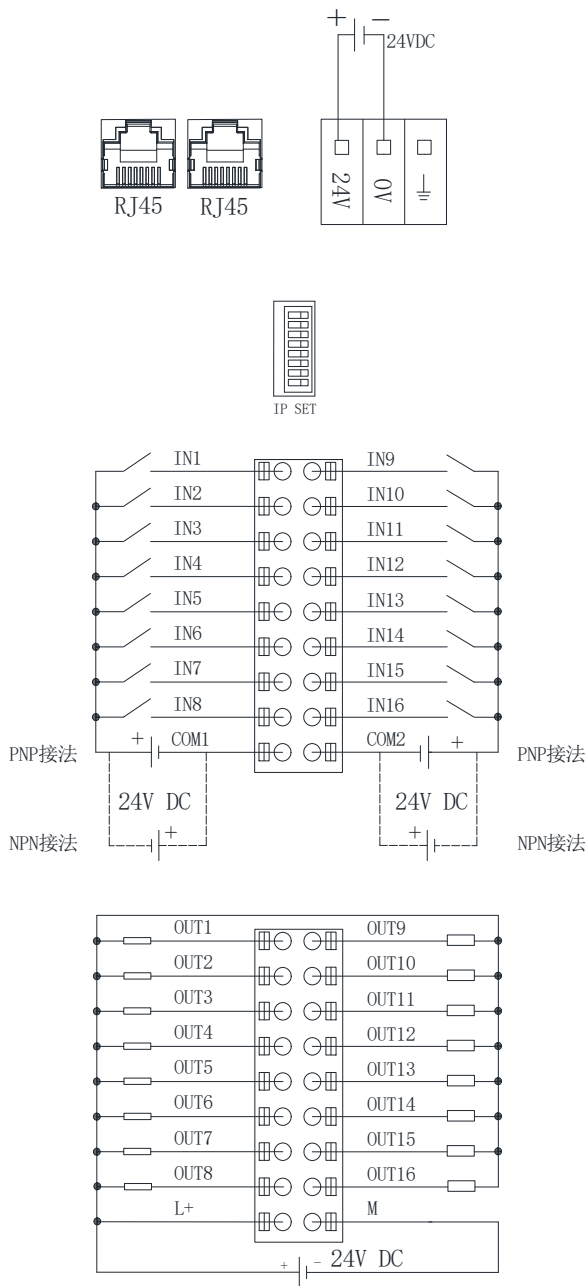 + −
24VDC
RJ45 RJ45
24V 0V
IP SET
IN1 IN9
IN2 IN10
IN3 IN11
IN4 IN12
IN5 IN13
IN6 IN14
IN7 IN15
IN8 IN16
PNP接法 + COM1 COM2 + PNP接法
24V DC 24V DC
NPN接法 + + NPN接法
OUT1 OUT9
OUT2 OUT10
OUT3 OUT11
OUT4 OUT12
OUT5 OUT13
OUT6 OUT14
OUT7 OUT15
OUT8 OUT16
L+ M
+ − 24V DC